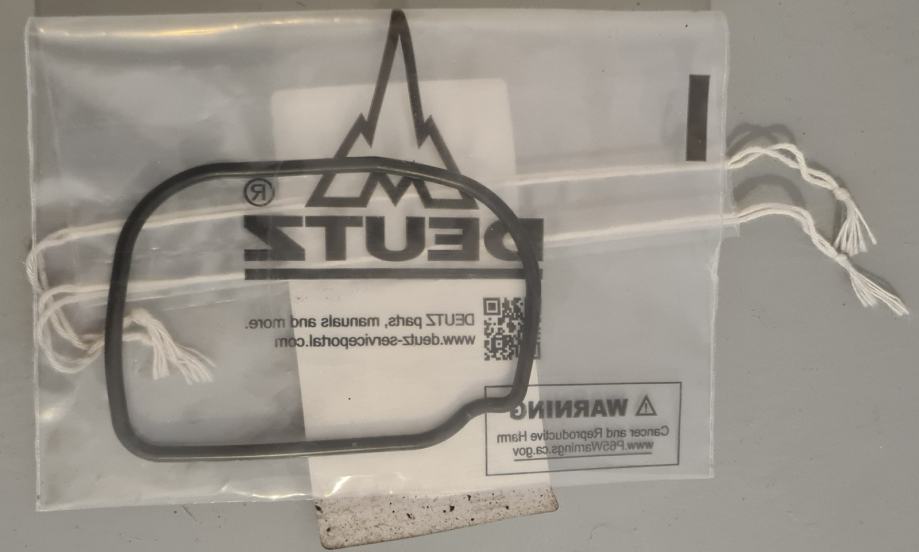 DEUTZ®
DEUTZ parts, manuals and more.
www.deutz-serviceportal.com
⚠ WARNING
Cancer and Reproductive Harm
www.P65Warnings.ca.gov